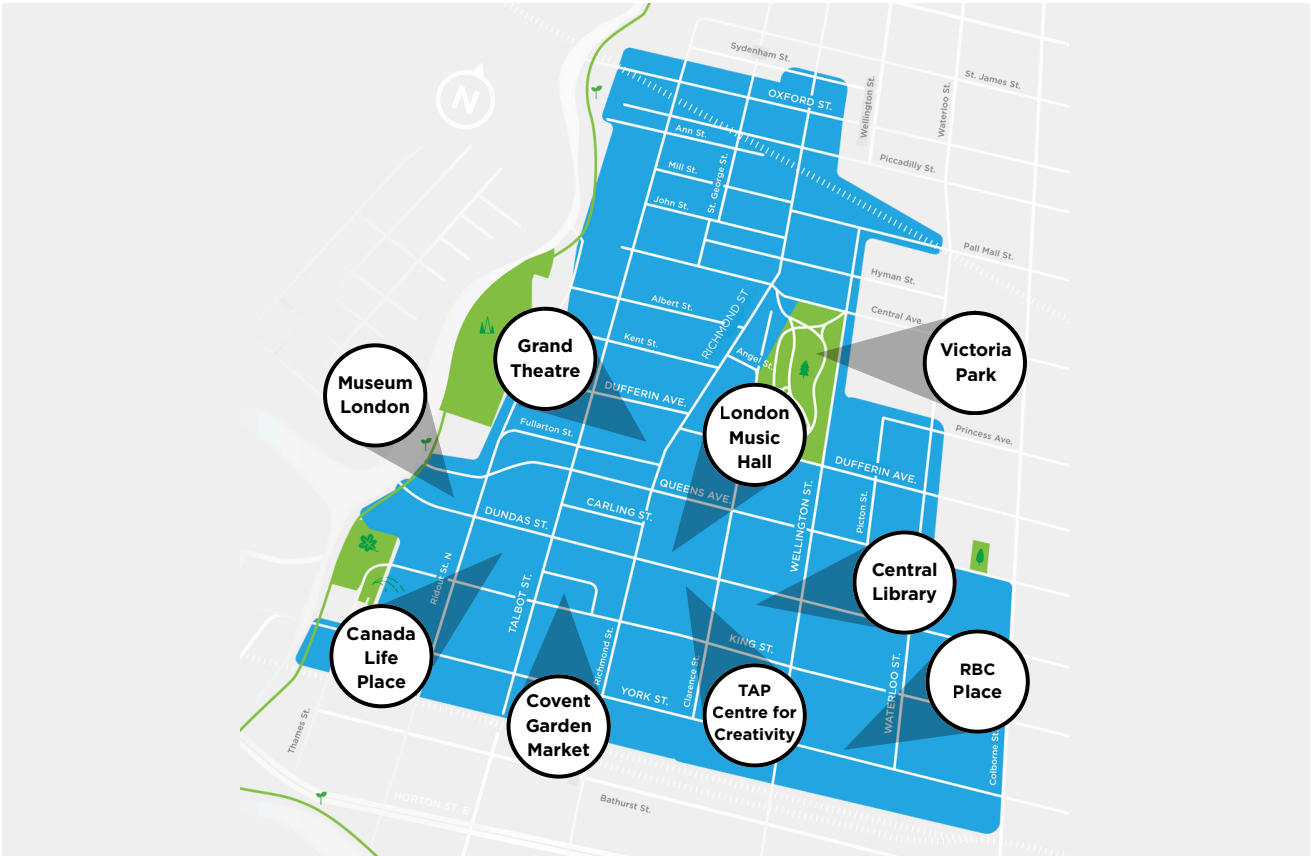 Sydenham St.
St. James St.
Wellington St.
Waterloo St.
OXFORD ST.
N
Ann St.
Piccadilly St.
Mill St.
St. George St.
John St.
Pall Mall St.
Hyman St.
Albert St.
RICHMOND ST
Central Ave.
Kent St.
Angel St.
Grand
Theatre
Victoria
Park
Museum
London
DUFFERIN AVE.
London
Music
Hall
Fullarton St.
Princess Ave.
DUFFERIN AVE.
QUEENS AVE.
CARLING ST.
WELLINGTON ST.
Picton St.
DUNDAS ST.
Ridout St. N
TALBOT ST.
Central
Library
Canada
Life
Place
Richmond St.
Clarence St.
KING ST.
WATERLOO ST.
RBC
Place
YORK ST.
Covent
Garden
Market
TAP
Centre for
Creativity
Thames St.
Colborne St.
HORTON ST. E
Bathurst St.